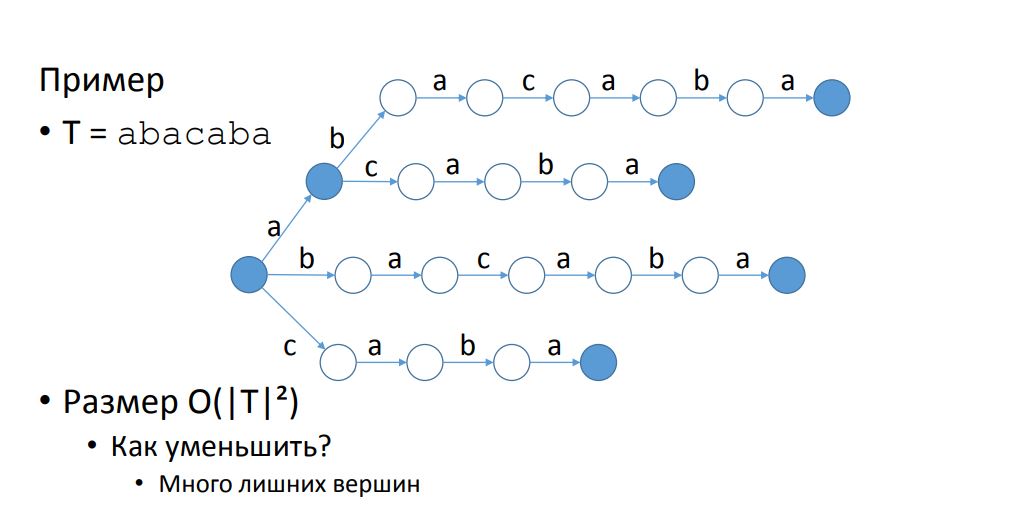 Пример
• T = abacaba
a c a b a
b
c a b a
a
b a c a b a
c a b a
• Размер O(|T|²)
• Как уменьшить?
• Много лишних вершин